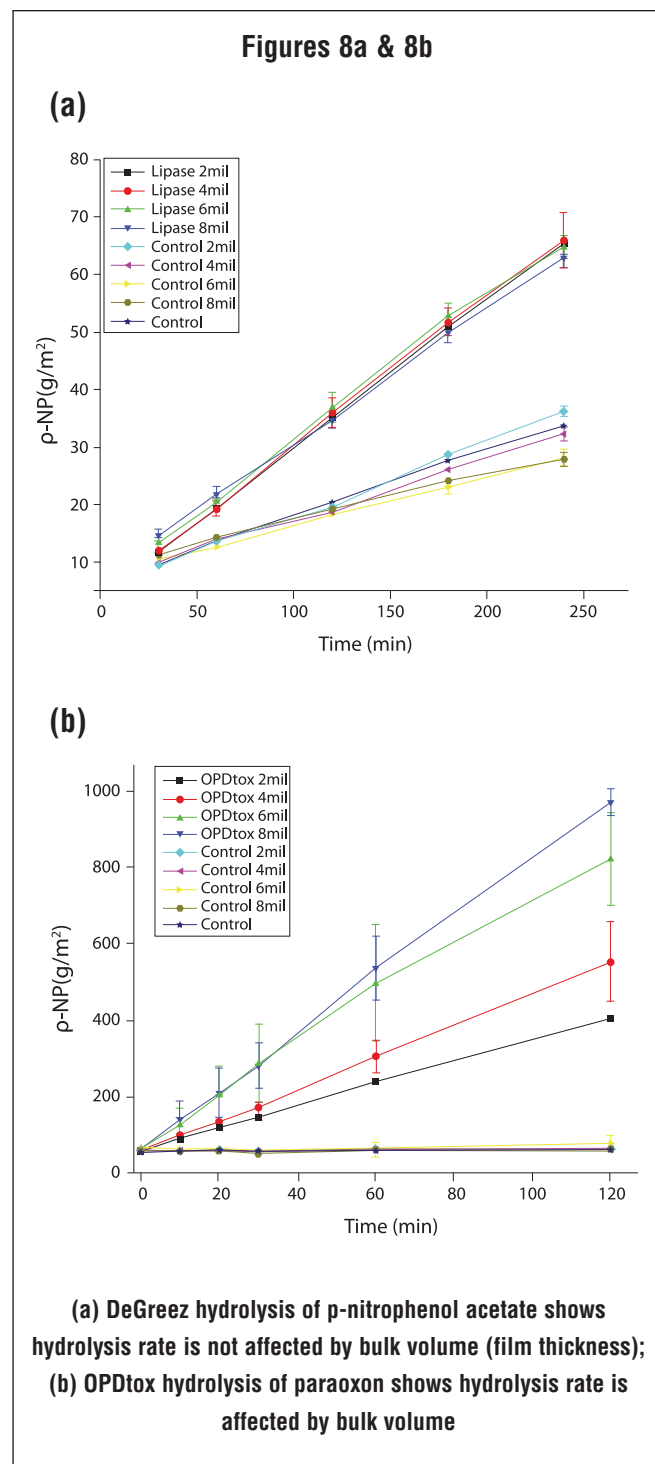 Figures 8a & 8b
(a)
80
70
60
50
40
30
20
10
ρ-NP(g/m²)
Lipase 2mil
Lipase 4mil
Lipase 6mil
Lipase 8mil
Control 2mil
Control 4mil
Control 6mil
Control 8mil
Control
0 50 100 150 200 250
Time (min)
(b)
1000
800
600
400
200
0
ρ-NP(g/m²)
OPDtox 2mil
OPDtox 4mil
OPDtox 6mil
OPDtox 8mil
Control 2mil
Control 4mil
Control 6mil
Control 8mil
Control
0 20 40 60 80 100 120
Time (min)
(a) DeGreez hydrolysis of p-nitrophenol acetate shows
hydrolysis rate is not affected by bulk volume (film thickness);
(b) OPDtox hydrolysis of paraoxon shows hydrolysis rate is
affected by bulk volume